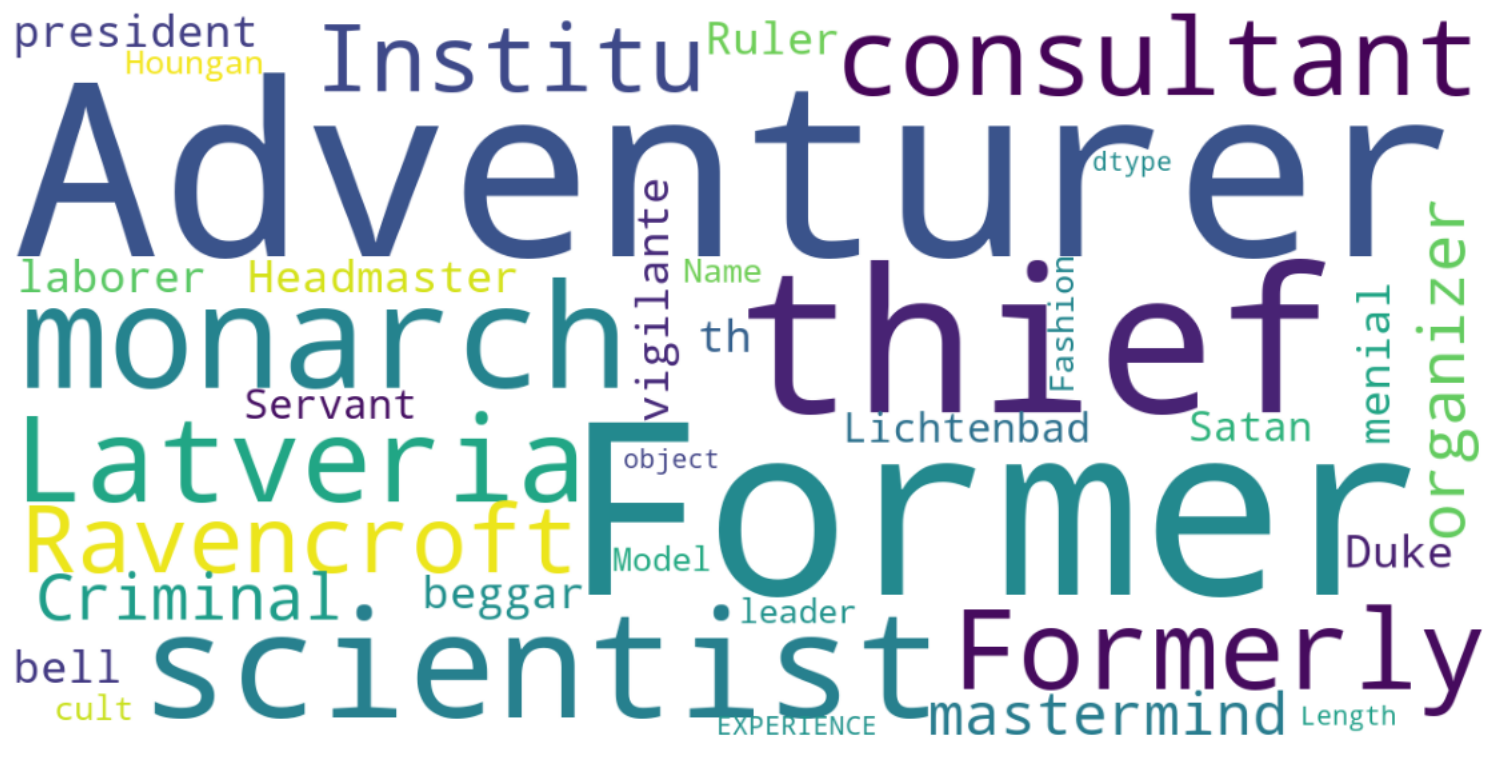 president
Houngan
Institu
Ruler
consultant
Adventurer
dtype
laborer
Headmaster
vigilante
Name
monarch
th
thief
Fashion
menial
organizer
Servant
Latveria
object
Lichtenbad
Satan
Ravencroft
Former
Model
Duke
Criminal
beggar
leader
bell
scientist
Formerly
cult
EXPERIENCE
mastermind
Length